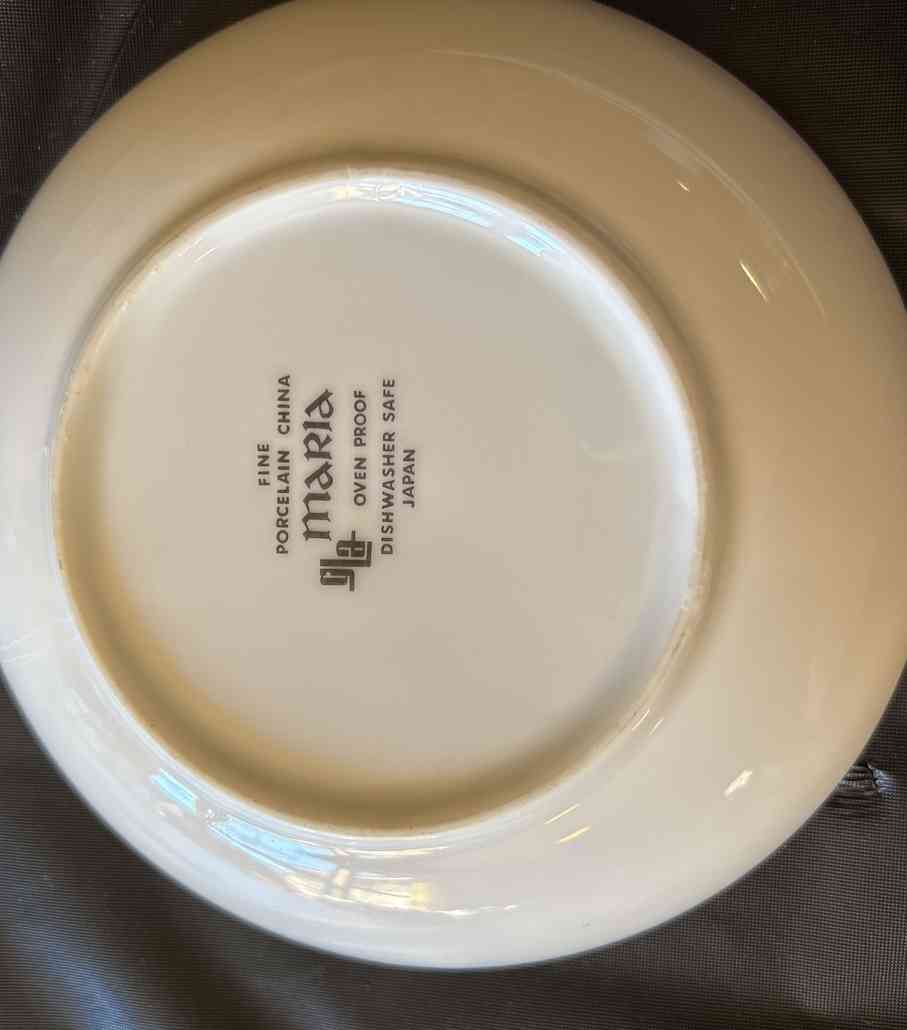 FINE
PORCELAIN CHINA
MARIA
OVEN PROOF
DISHWASHER SAFE
JAPAN